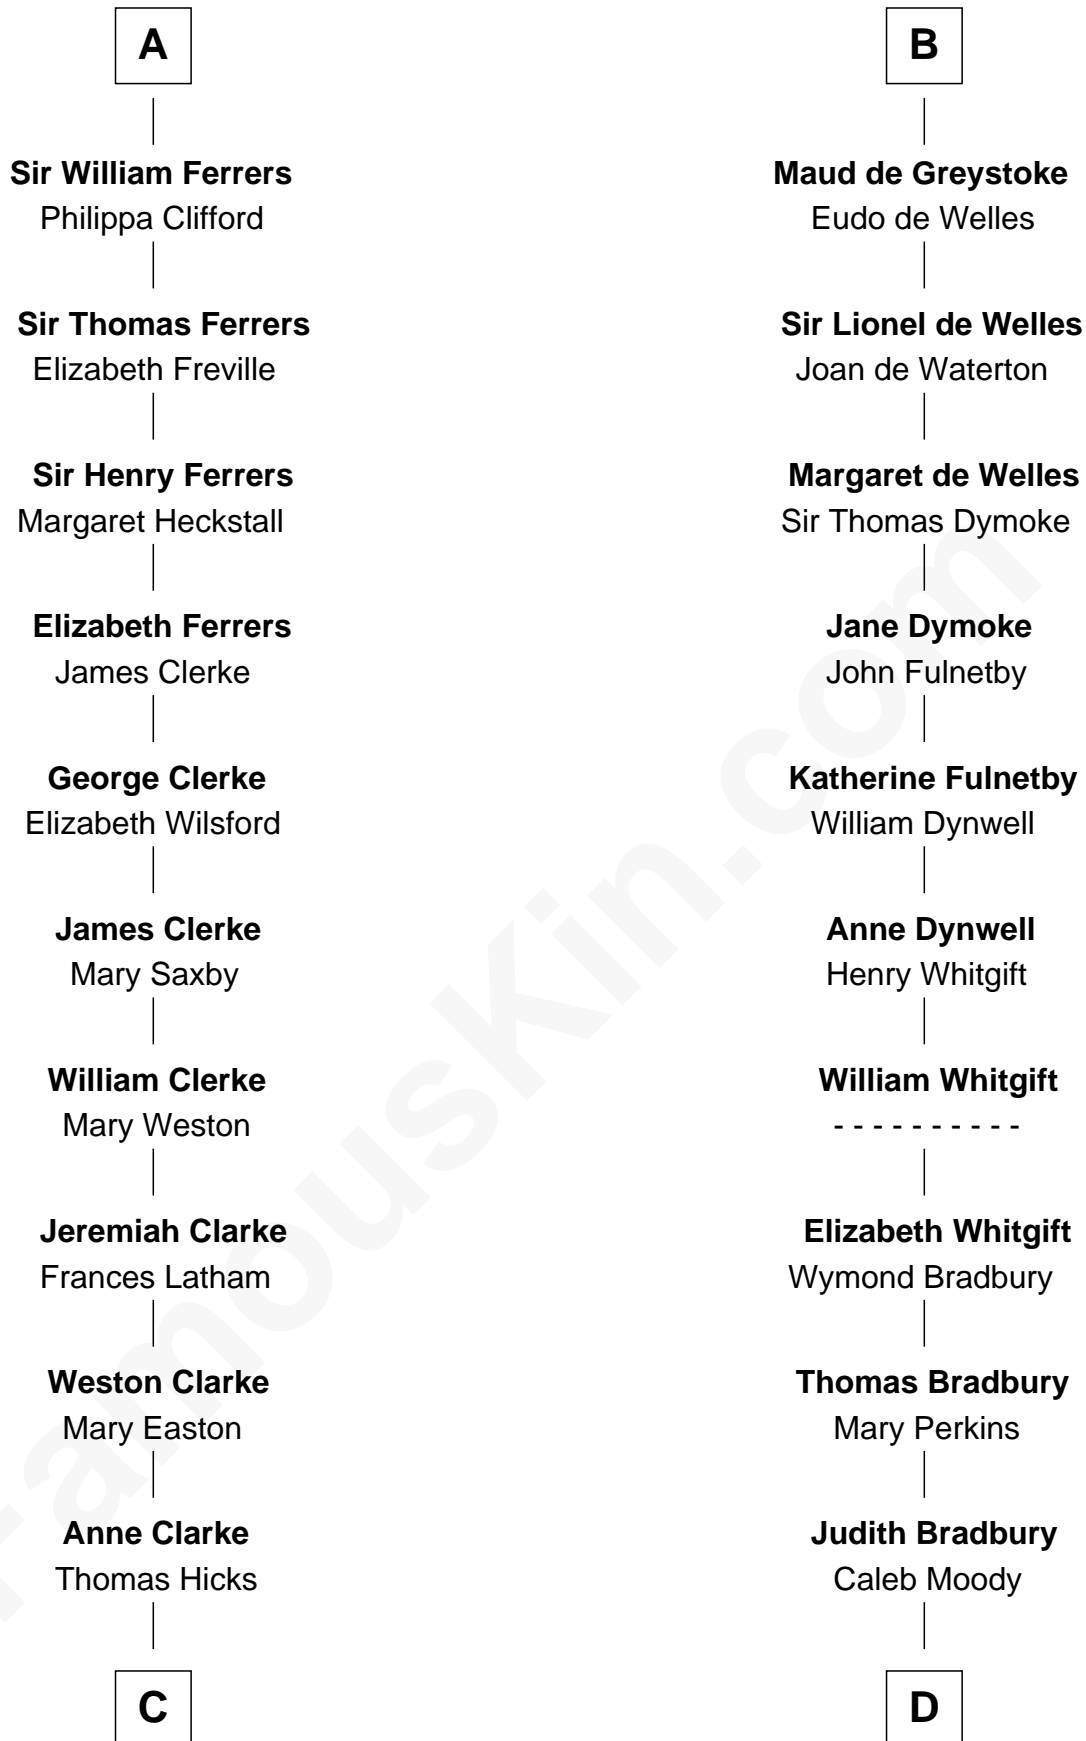 A
Sir William Ferrers
Philippa Clifford
Sir Thomas Ferrers
Elizabeth Freville
Sir Henry Ferrers
Margaret Heckstall
Elizabeth Ferrers
James Clerke
George Clerke
Elizabeth Wilsford
James Clerke
Mary Saxby
William Clerke
Mary Weston
Jeremiah Clarke
Frances Latham
Weston Clarke
Mary Easton
Anne Clarke
Thomas Hicks
C
B
Maud de Greystoke
Eudo de Welles
Sir Lionel de Welles
Joan de Waterton
Margaret de Welles
Sir Thomas Dymoke
Jane Dymoke
John Fulnetby
Katherine Fulnetby
William Dynwell
Anne Dynwell
Henry Whitgift
William Whitgift
- - - - - - - - - -
Elizabeth Whitgift
Wymond Bradbury
Thomas Bradbury
Mary Perkins
Judith Bradbury
Caleb Moody
D
FamousKin.com